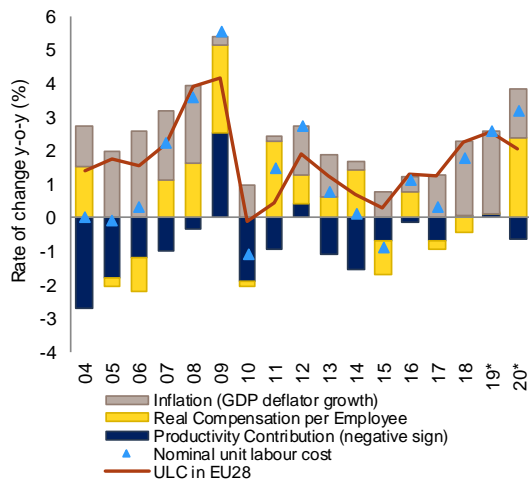 Rate of change y-o-y (%)
6
5
4
3
2
1
0
-1
-2
-3
-4
04 05 06 07 08 09 10 11 12 13 14 15 16 17 18 19* 20*
Inflation (GDP deflator growth)
Real Compensation per Employee
Productivity Contribution (negative sign)
Nominal unit labour cost
ULC in EU28